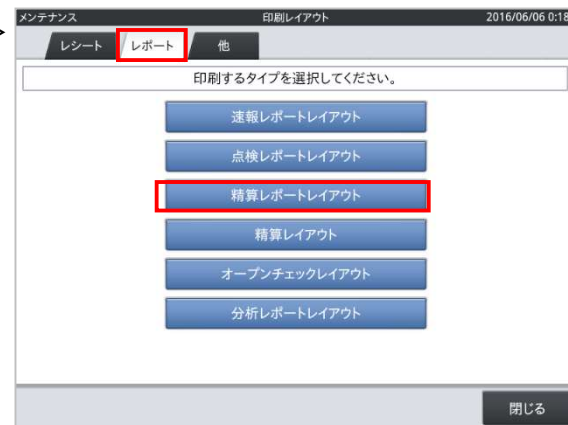 メンテナンス 印刷レイアウト 2016/06/06 0:18
レシート レポート 他
印刷するタイプを選択してください。
速報レポートレイアウト
点検レポートレイアウト
精算レポートレイアウト
精算レイアウト
オープンチェックレイアウト
分析レポートレイアウト
閉じる